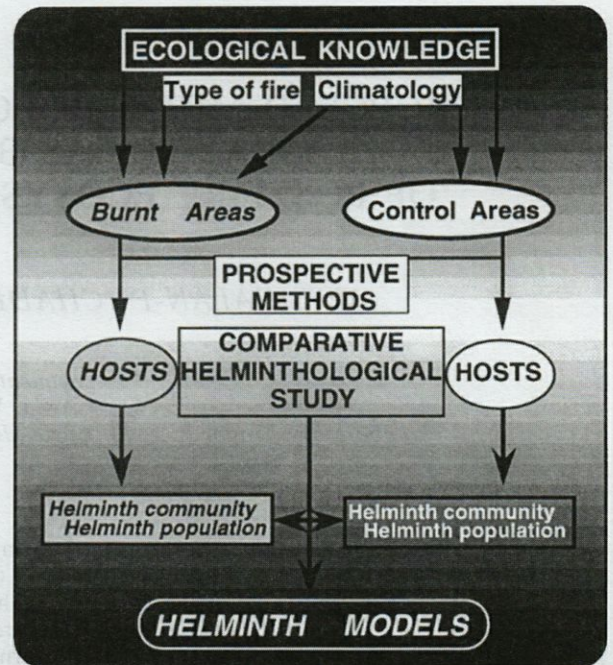 ECOLOGICAL KNOWLEDGE
Type of fire Climatology
Burnt Areas
Control Areas
PROSPECTIVE
METHODS
HOSTS
COMPARATIVE
HELMINTHOLOGICAL
STUDY
HOSTS
Helminth community
Helminth population
Helminth community
Helminth population
HELMINTH MODELS